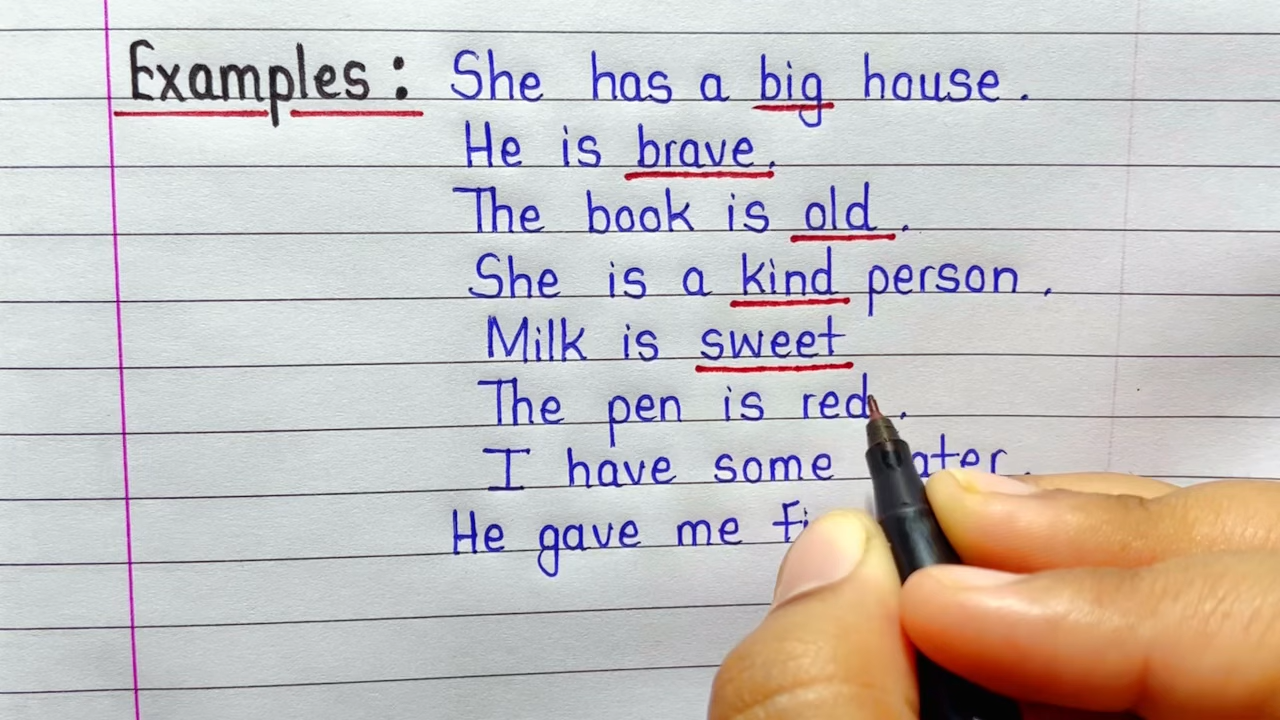 Examples: She has a big house.
He is brave.
The book is old.
She is a kind person.
Milk is sweet
The pen is red.
I have some
He gave me